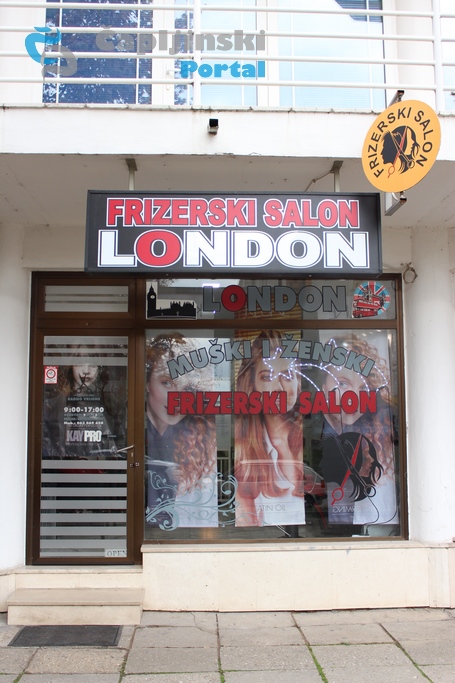 Čapljinski
Portal
FRIZERSKI SALON
FRIZERSKI SALON
LONDON
LONDON
MUŠKI I ŽENSKI
FRIZERSKI SALON
9:00-17:00
KAYPRO
OPEN